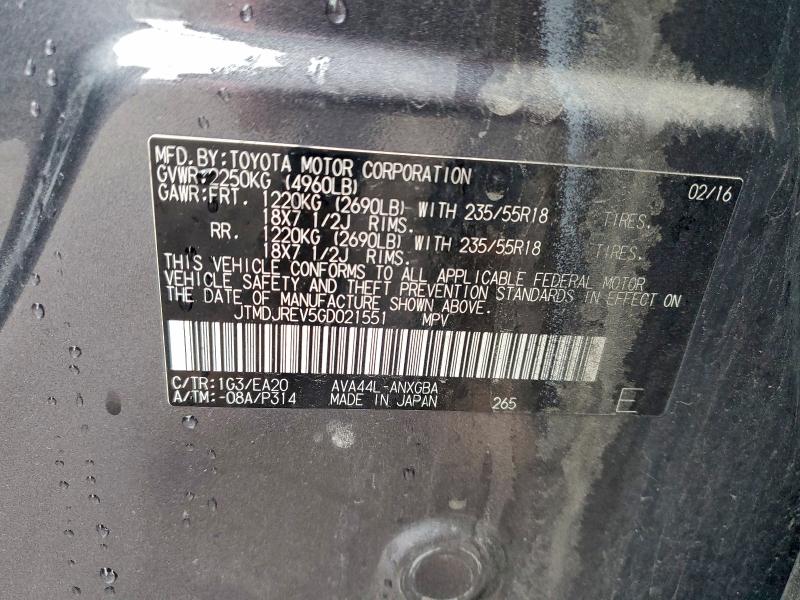 MFD. BY: TOYOTA MOTOR CORPORATION 02/16
GVWR: 2250KG (4960LB)
GAWR: FRT. 1220KG (2690LB) WITH 235/55R18 TIRES.
18X7 1/2J RIMS.
RR. 1220KG (2690LB) WITH 235/55R18 TIRES.
18X7 1/2J RIMS.
THIS VEHICLE CONFORMS TO ALL APPLICABLE FEDERAL MOTOR
VEHICLE SAFETY AND THEFT PREVENTION STANDARDS IN EFFECT ON
THE DATE OF MANUFACTURE SHOWN ABOVE.
JTMDJREV5GD021551 MPV
C/TR: 1G3/EA20 AVA44L-ANXGBA
A/TM: -08A/P314 MADE IN JAPAN 265 E